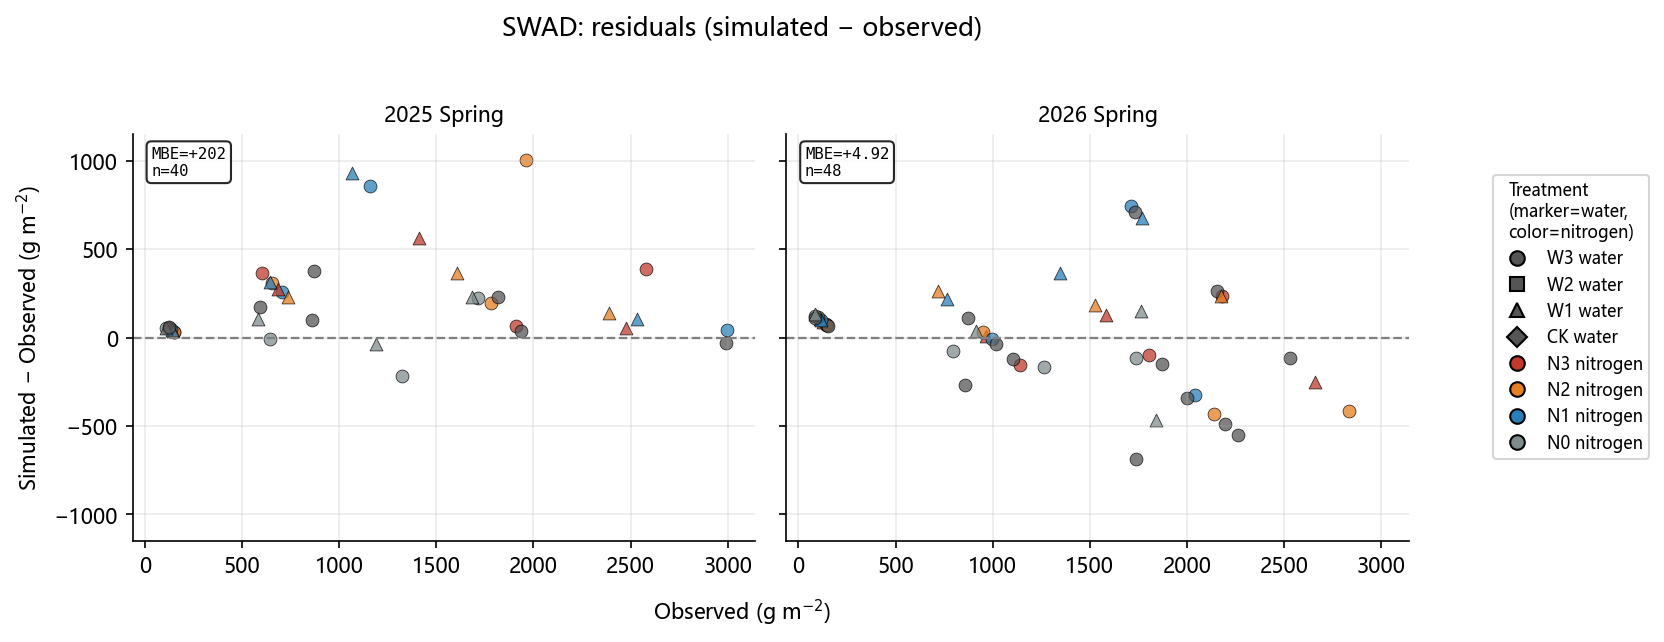 SWAD: residuals (simulated − observed)
2025 Spring
2026 Spring
MBE=+202
n=40
MBE=+4.92
n=48
1000
500
0
−500
−1000
Simulated − Observed (g m⁻²)
0 500 1000 1500 2000 2500 3000
0 500 1000 1500 2000 2500 3000
Observed (g m⁻²)
Treatment
(marker=water,
color=nitrogen)
W3 water
W2 water
W1 water
CK water
N3 nitrogen
N2 nitrogen
N1 nitrogen
N0 nitrogen